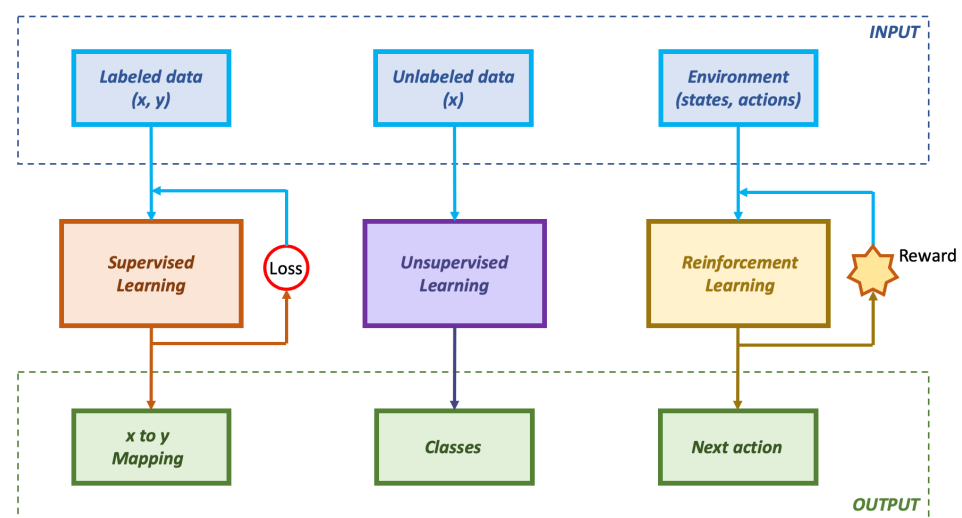 INPUT
Labeled data
(x, y)
Unlabeled data
(x)
Environment
(states, actions)
Supervised
Learning
Loss
Unsupervised
Learning
Reinforcement
Learning
Reward
x to y
Mapping
Classes
Next action
OUTPUT